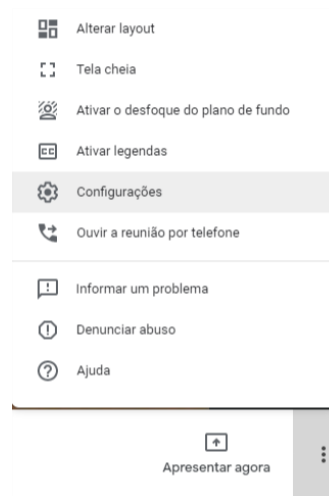 Alterar layout
Tela cheia
Ativar o desfoque do plano de fundo
CC
Ativar legendas
Configurações
Ouvir a reunião por telefone
Informar um problema
Denunciar abuso
Ajuda
Apresentar agora